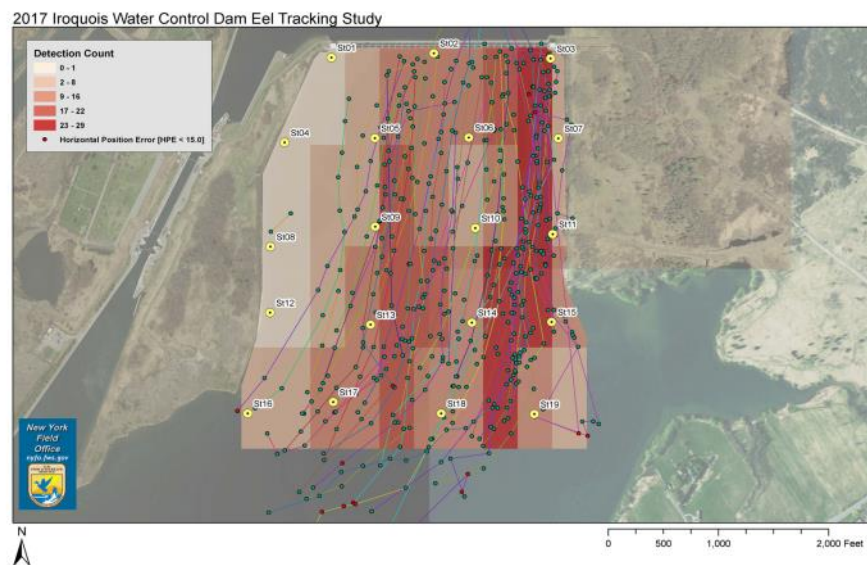 2017 Iroquois Water Control Dam Eel Tracking Study
Detection Count
0 - 1
2 - 8
9 - 16
17 - 22
23 - 29
Horizontal Position Error [HPE < 15.0]
St01
St02
St03
St04
St05
St06
St07
St08
St09
St10
St11
St12
St13
St14
St15
St16
St17
St18
St19
New York
Field
Office
N
0 500 1,000 2,000 Feet